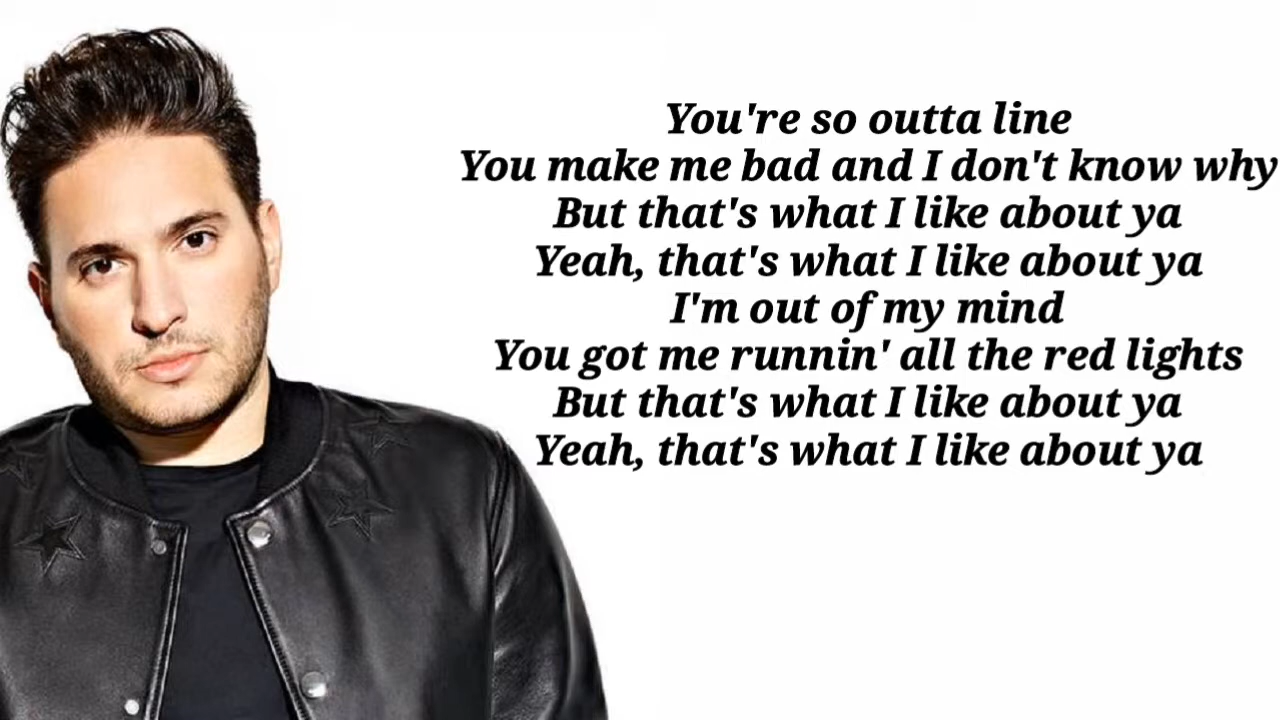 You're so outta line
You make me bad and I don't know why
But that's what I like about ya
Yeah, that's what I like about ya
I'm out of my mind
You got me runnin' all the red lights
But that's what I like about ya
Yeah, that's what I like about ya